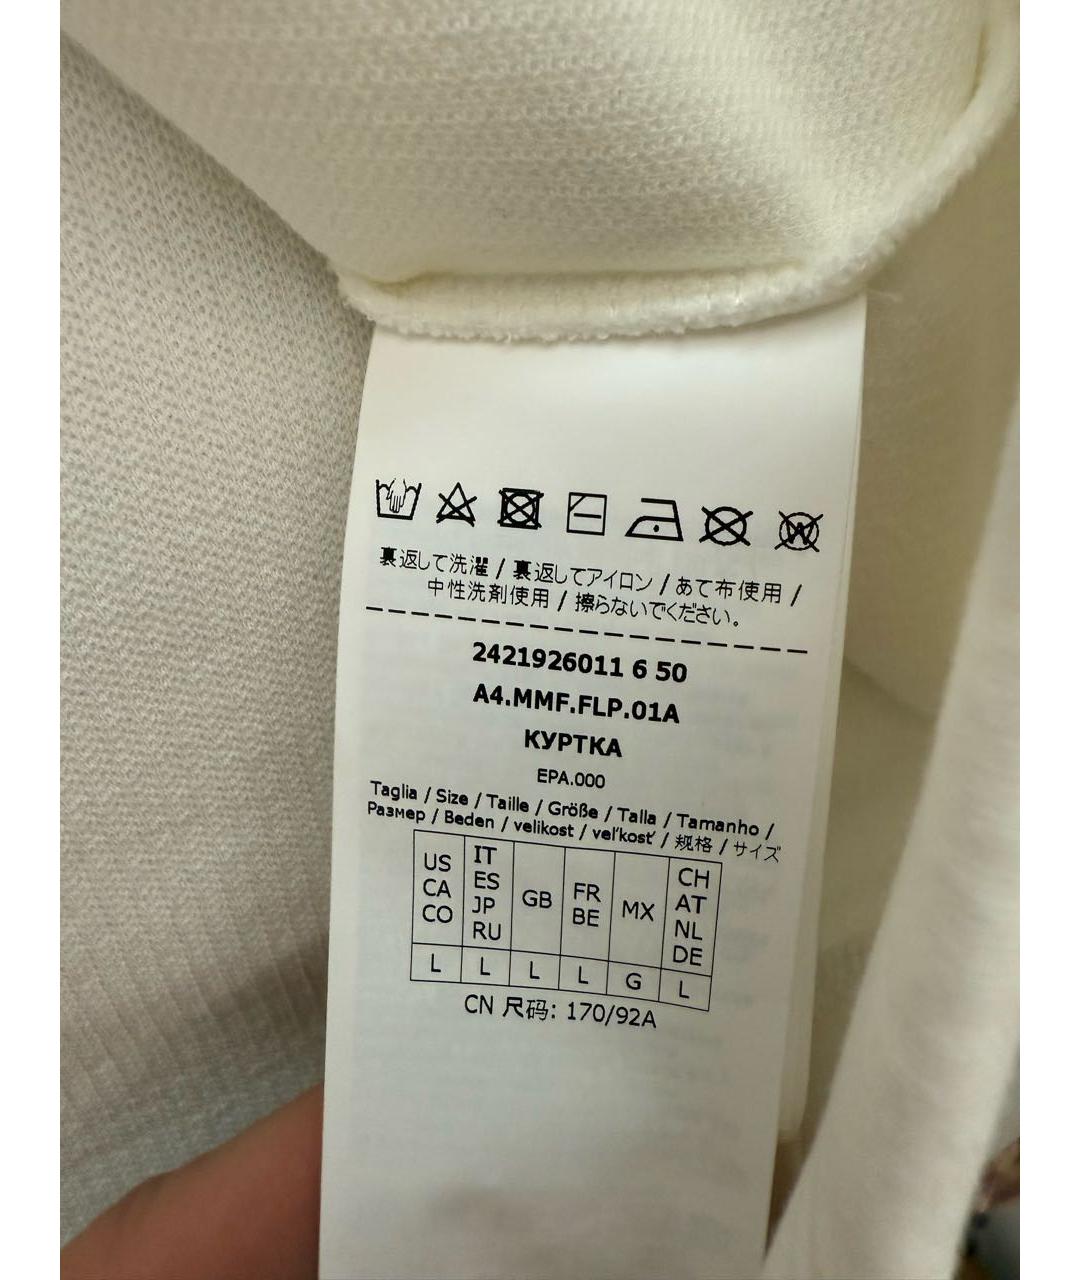 裏返して洗濯 / 裏返してアイロン / あて布使用 /
中性洗剤使用 / 擦らないでください。
2421926011 6 50
A4.MMF.FLP.01A
КУРТКА
EPA.000
Taglia / Size / Taille / Größe / Talla / Tamanho /
Размер / Beden / velikost / veľkosť / 规格 / サイズ
US CA CO
IT ES JP RU
GB
FR BE
MX
CH AT NL DE
L L L L G L
CN 尺码: 170/92A